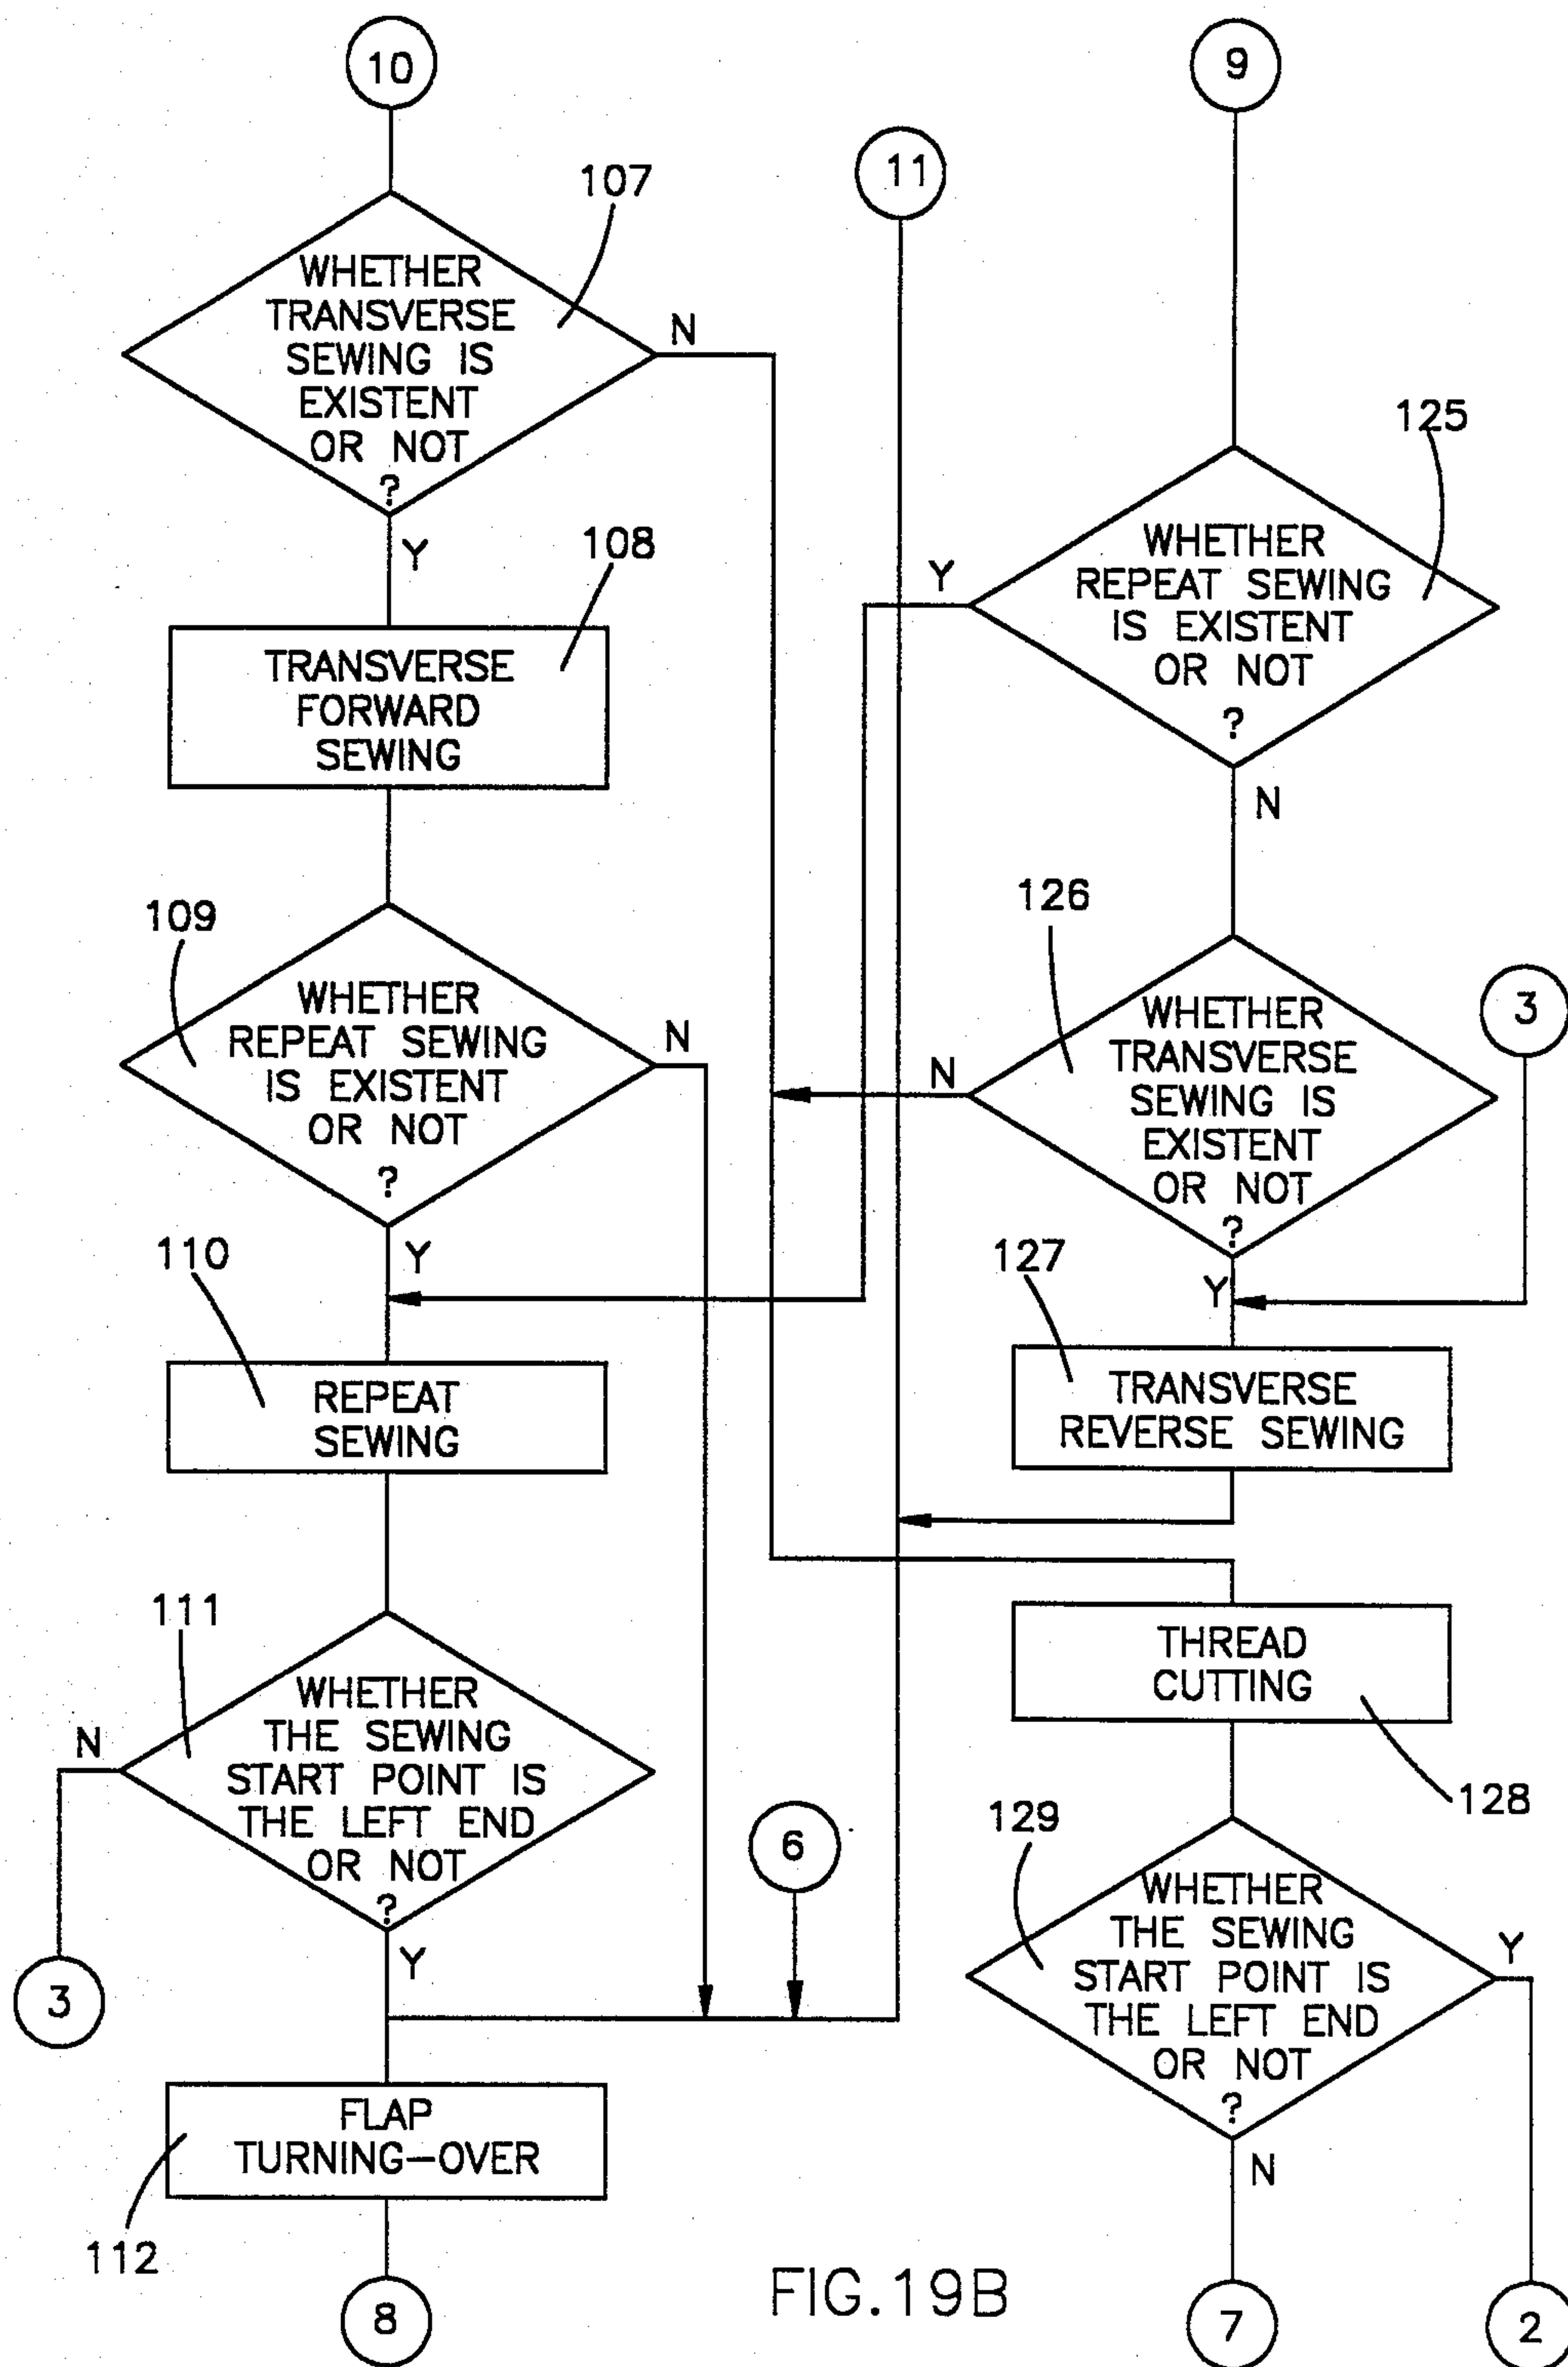 10
107
WHETHER
TRANSVERSE
SEWING IS
EXISTENT
OR NOT
?
N
Y
108
TRANSVERSE
FORWARD
SEWING
109
WHETHER
REPEAT SEWING
IS EXISTENT
OR NOT
?
N
Y
110
REPEAT
SEWING
111
WHETHER
THE SEWING
START POINT IS
THE LEFT END
OR NOT
?
N
3
Y
6
FLAP
TURNING-OVER
112
8
11
9
125
WHETHER
REPEAT SEWING
IS EXISTENT
OR NOT
?
Y
N
126
WHETHER
TRANSVERSE
SEWING IS
EXISTENT
OR NOT
?
N
3
Y
127
TRANSVERSE
REVERSE SEWING
THREAD
CUTTING
128
129
WHETHER
THE SEWING
START POINT IS
THE LEFT END
OR NOT
?
Y
N
7
2
FIG.19B